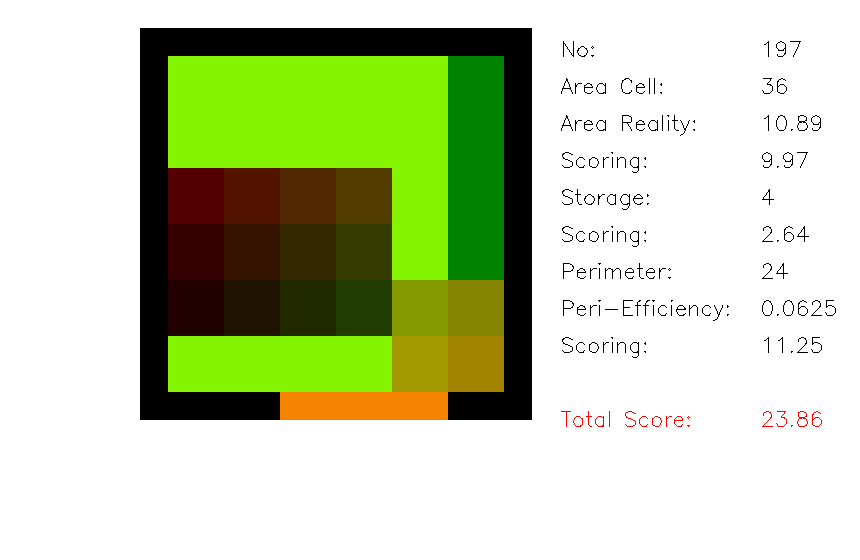 No: 197
Area Cell: 36
Area Reality: 10.89
Scoring: 9.97
Storage: 4
Scoring: 2.64
Perimeter: 24
Peri-Efficiency: 0.0625
Scoring: 11.25
Total Score: 23.86